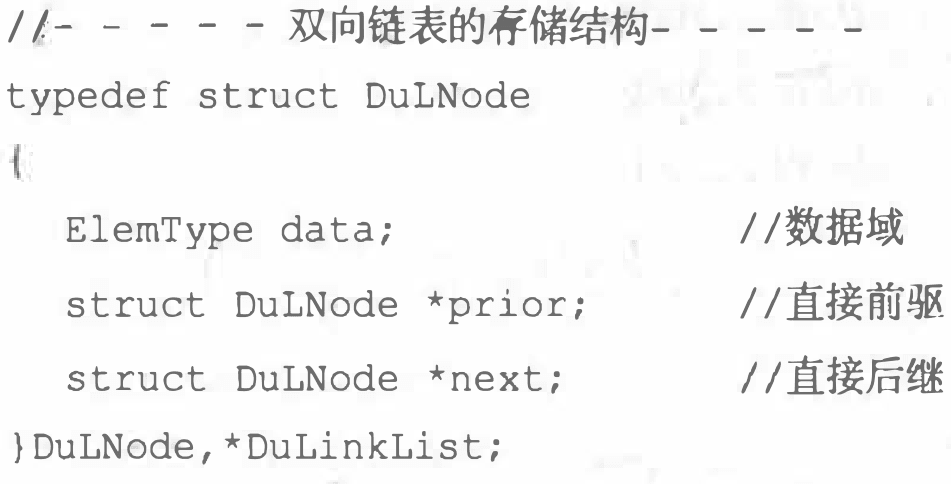 //- - - - - 双向链表的存储结构- - - - -
typedef struct DuLNode
{
ElemType data; //数据域
struct DuLNode *prior; //直接前驱
struct DuLNode *next; //直接后继
}DuLNode,*DuLinkList;